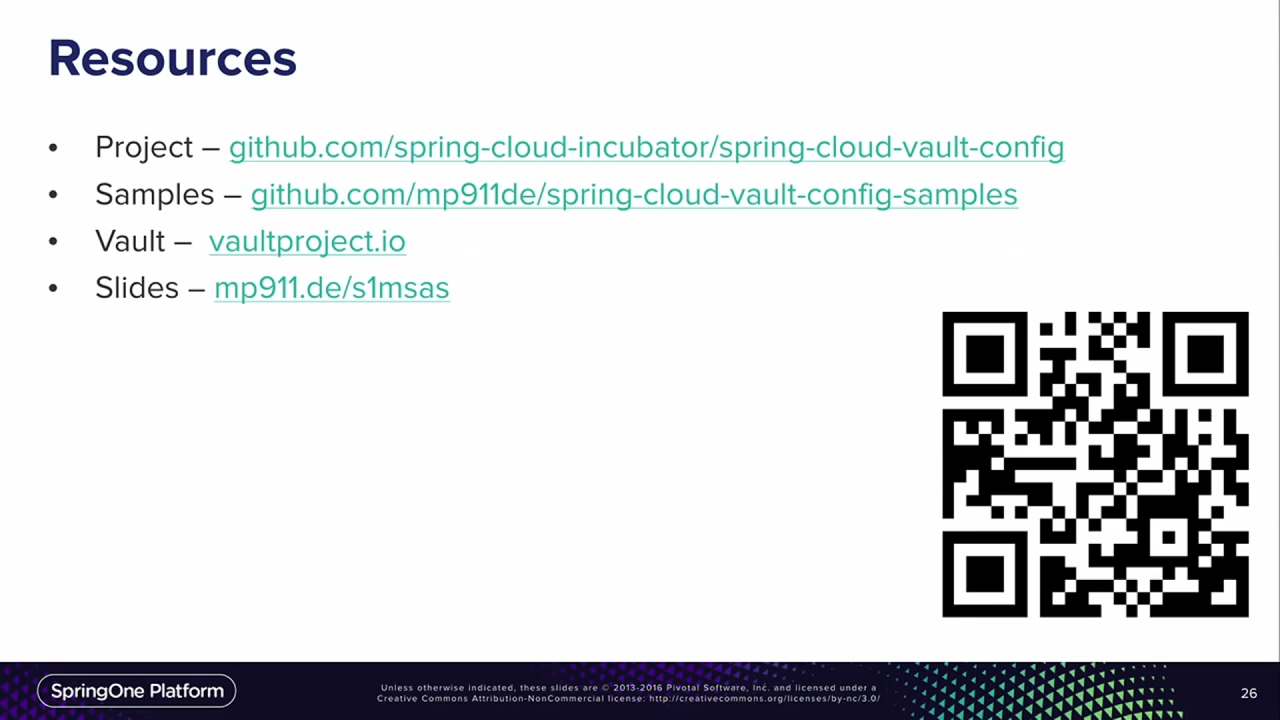 Resources
• Project – github.com/spring-cloud-incubator/spring-cloud-vault-config
• Samples – github.com/mp911de/spring-cloud-vault-config-samples
• Vault – vaultproject.io
• Slides – mp911.de/s1msas
SpringOne Platform
Unless otherwise indicated, these slides are © 2013-2016 Pivotal Software, Inc. and licensed under a
Creative Commons Attribution-NonCommercial license: http://creativecommons.org/licenses/by-nc/3.0/
26